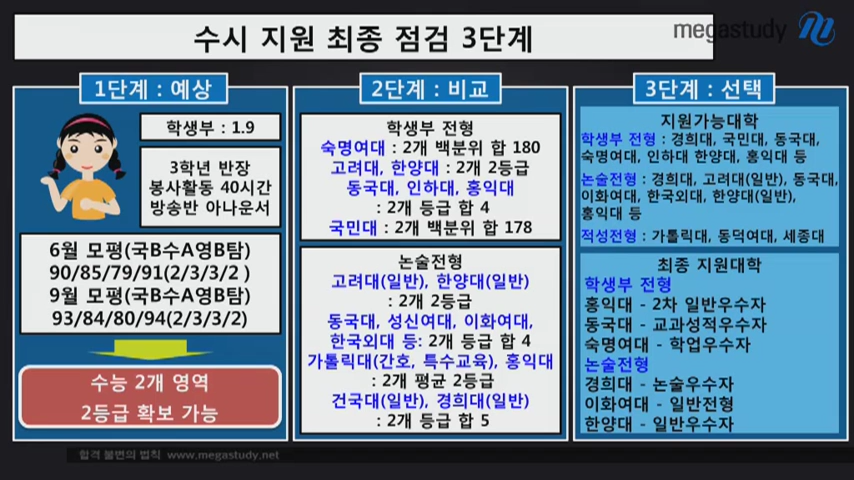 수시 지원 최종 점검 3단계
megastudy
1단계 : 예상
학생부 : 1.9
3학년 반장
봉사활동 40시간
방송반 아나운서
6월 모평(국B수A영B탐)
90/85/79/91(2/3/3/2 )
9월 모평(국B수A영B탐)
93/84/80/94(2/3/3/2)
수능 2개 영역
2등급 확보 가능
2단계 : 비교
학생부 전형
숙명여대 : 2개 백분위 합 180
고려대, 한양대 : 2개 2등급
동국대, 인하대, 홍익대
: 2개 등급 합 4
국민대 : 2개 백분위 합 178
논술전형
고려대(일반), 한양대(일반)
: 2개 2등급
동국대, 성신여대, 이화여대,
한국외대 등: 2개 등급 합 4
가톨릭대(간호, 특수교육), 홍익대
: 2개 평균 2등급
건국대(일반), 경희대(일반)
: 2개 등급 합 5
3단계 : 선택
지원가능대학
학생부 전형 : 경희대, 국민대, 동국대,
숙명여대, 인하대 한양대, 홍익대 등
논술전형 : 경희대, 고려대(일반), 동국대,
이화여대, 한국외대, 한양대(일반),
홍익대 등
적성전형 : 가톨릭대, 동덕여대, 세종대
최종 지원대학
학생부 전형
홍익대 - 2차 일반우수자
동국대 - 교과성적우수자
숙명여대 - 학업우수자
논술전형
경희대 - 논술우수자
이화여대 - 일반전형
한양대 - 일반우수자
합격 불변의 법칙 www.megastudy.net